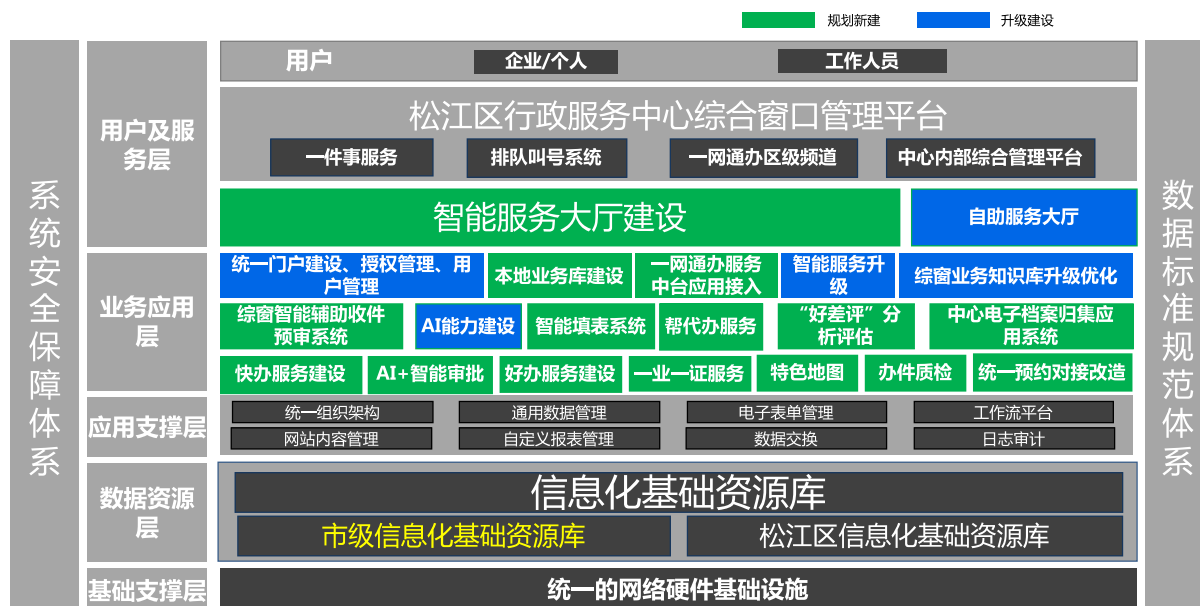 规划新建
升级建设
系统安全保障体系
用户及服
务层
用户
企业/个人
工作人员
松江区行政服务中心综合窗口管理平台
一件事服务
排队叫号系统
一网通办区级频道
中心内部综合管理平台
智能服务大厅建设
自助服务大厅
业务应用
层
统一门户建设、授权管理、用
户管理
本地业务库建设
一网通办服务
中台应用接入
智能服务升
级
综窗业务知识库升级优化
综窗智能辅助收件
预审系统
AI能力建设
智能填表系统
帮代办服务
“好差评”分
析评估
中心电子档案归集应
用系统
快办服务建设
AI+智能审批
好办服务建设
一业一证服务
特色地图
办件质检
统一预约对接改造
应用支撑层
统一组织架构
通用数据管理
电子表单管理
工作流平台
网站内容管理
自定义报表管理
数据交换
日志审计
数据资源
层
信息化基础资源库
市级信息化基础资源库
松江区信息化基础资源库
基础支撑层
统一的网络硬件基础设施
数据标准规范体系